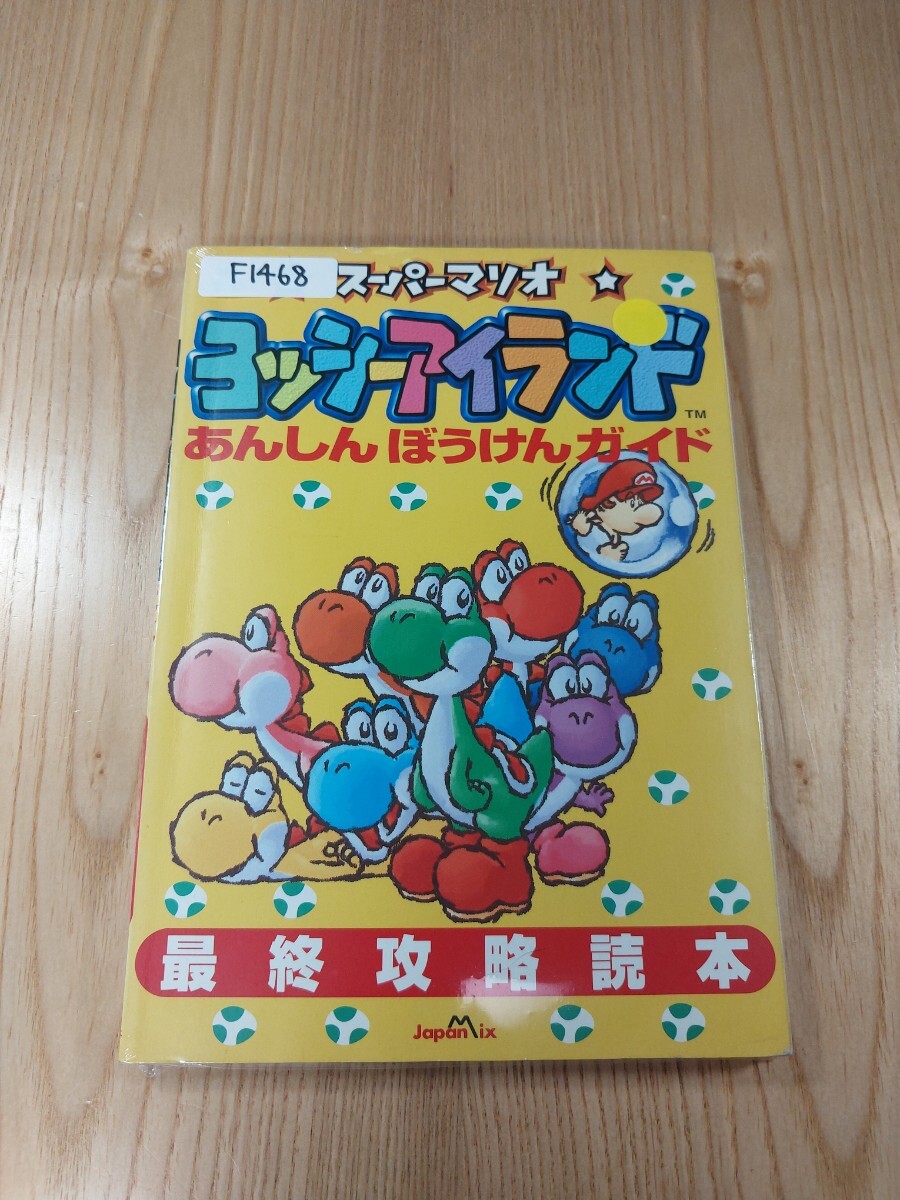 F1468
スーパーマリオ
ヨッシーアイランド
TM
あんしん ぼうけんガイド
M
最終攻略読本
JapanMix